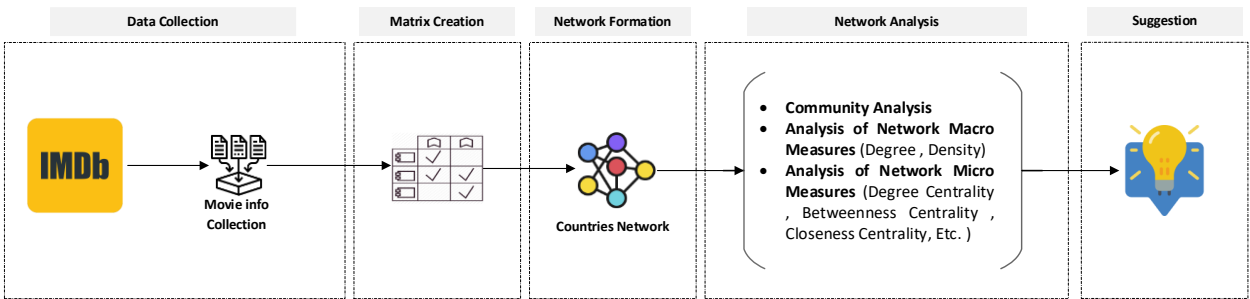 Data Collection
Matrix Creation
Network Formation
Network Analysis
Suggestion
IMDb
Movie info
Collection
Countries Network
• Community Analysis
• Analysis of Network Macro
Measures (Degree , Density)
• Analysis of Network Micro
Measures (Degree Centrality
, Betweenness Centrality ,
Closeness Centrality, Etc. )